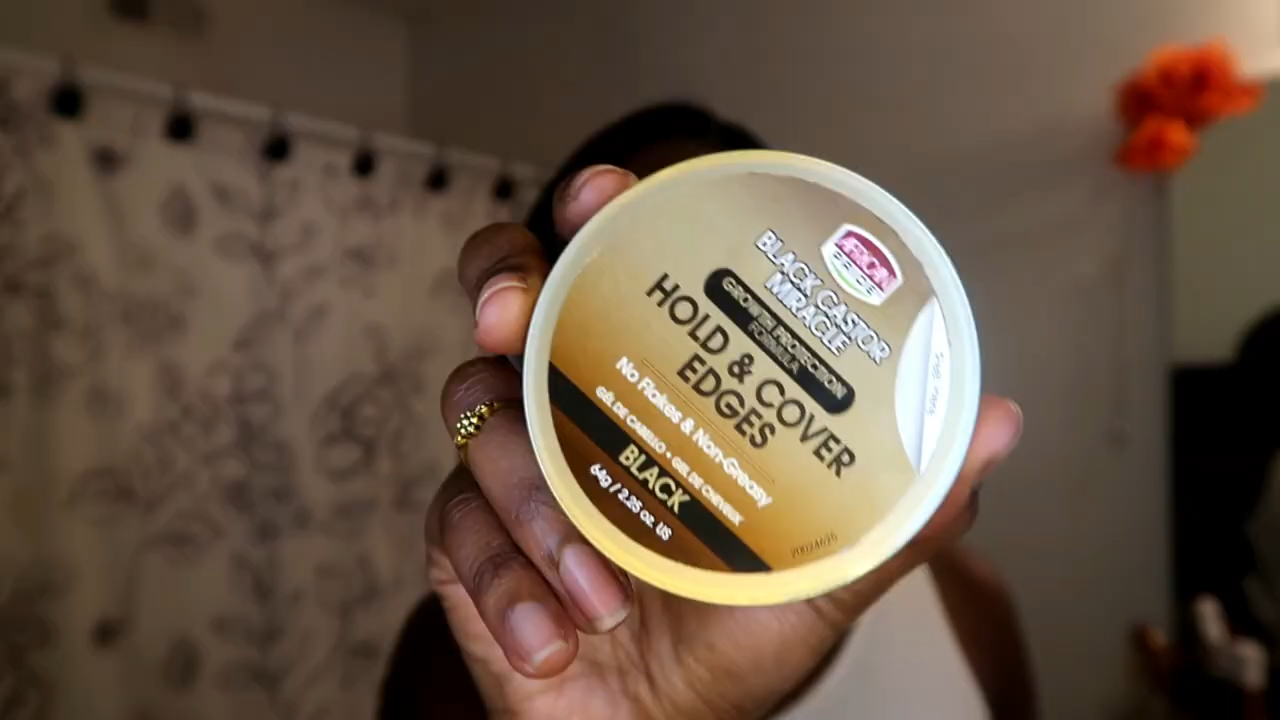 AFRICAN
PRIDE
BLACK CASTOR
MIRACLE
GROWTH PROTECTION
FORMULA
HOLD & COVER
EDGES
No Flakes & Non-Greasy
GEL DE CABELLO • GEL DE CHEVEUX
BLACK
64g / 2.25 oz. US